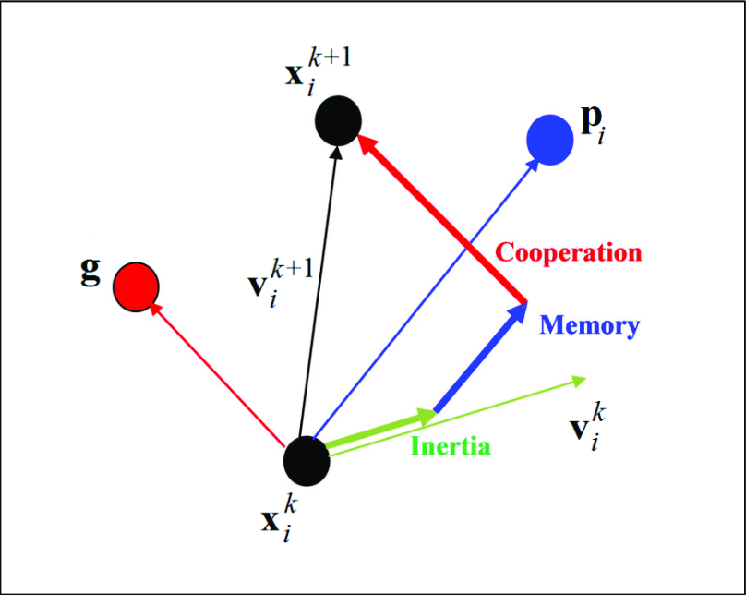 x_i^{k+1}
p_i
Cooperation
g
v_i^{k+1}
Memory
v_i^k
Inertia
x_i^k